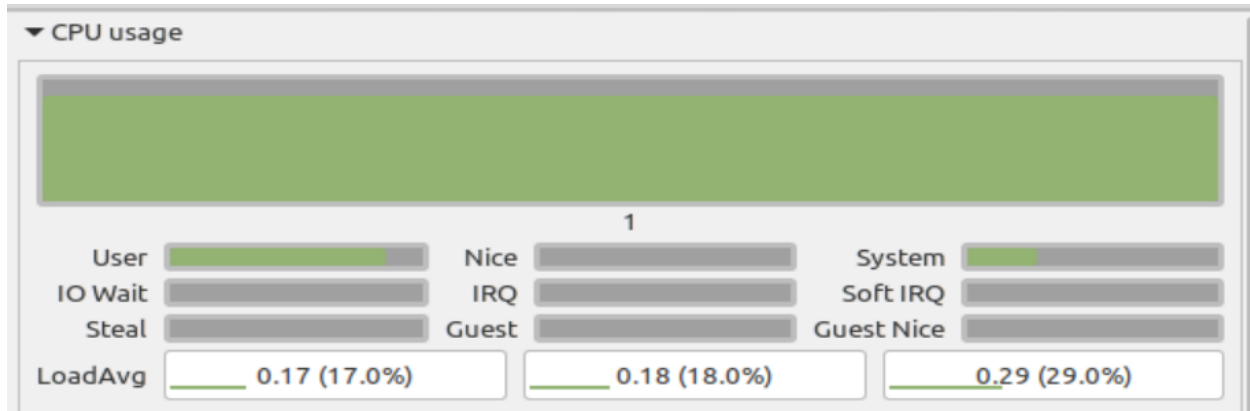 CPU usage
1
User Nice System
IO Wait IRQ Soft IRQ
Steal Guest Guest Nice
LoadAvg 0.17 (17.0%) 0.18 (18.0%) 0.29 (29.0%)